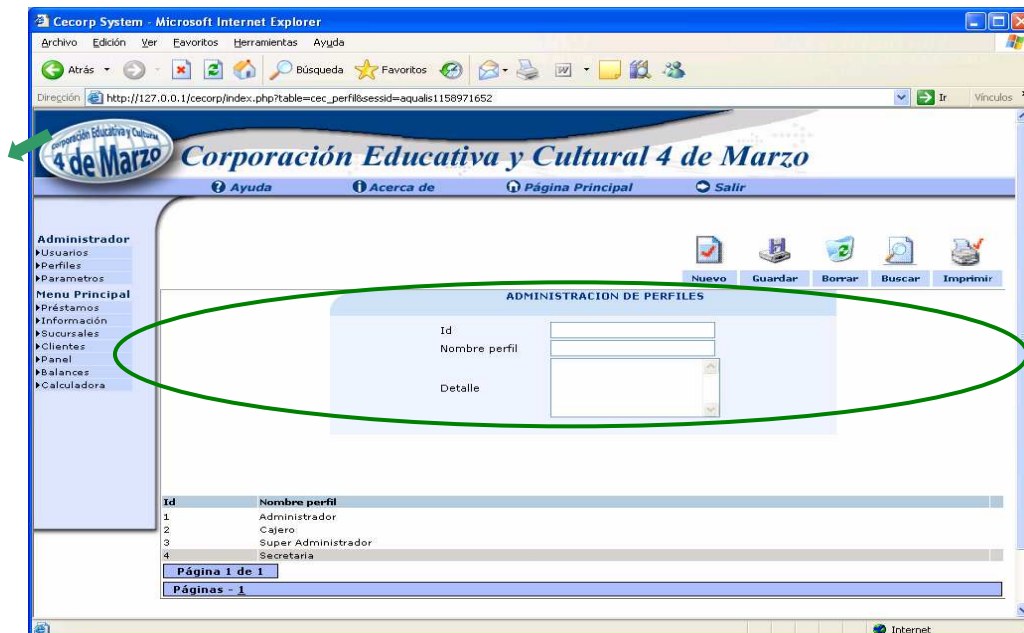 Cecorp System - Microsoft Internet Explorer
Archivo Edición Ver Favoritos Herramientas Ayuda
Atrás Búsqueda Favoritos
Dirección http://127.0.0.1/cecorp/index.php?table=cec_perfil&sessid=aqualis1158971652 Ir Vínculos
Corporación Educativa y Cultural
4 de Marzo
Corporación Educativa y Cultural 4 de Marzo
Ayuda Acerca de Página Principal Salir
Administrador
Usuarios
Perfiles
Parametros
Menu Principal
Préstamos
Información
Sucursales
Clientes
Panel
Balances
Calculadora
Nuevo Guardar Borrar Buscar Imprimir
ADMINISTRACION DE PERFILES
Id
Nombre perfil
Detalle
Id Nombre perfil
1 Administrador
2 Cajero
3 Super Administrador
4 Secretaria
Página 1 de 1
Páginas - 1
Internet